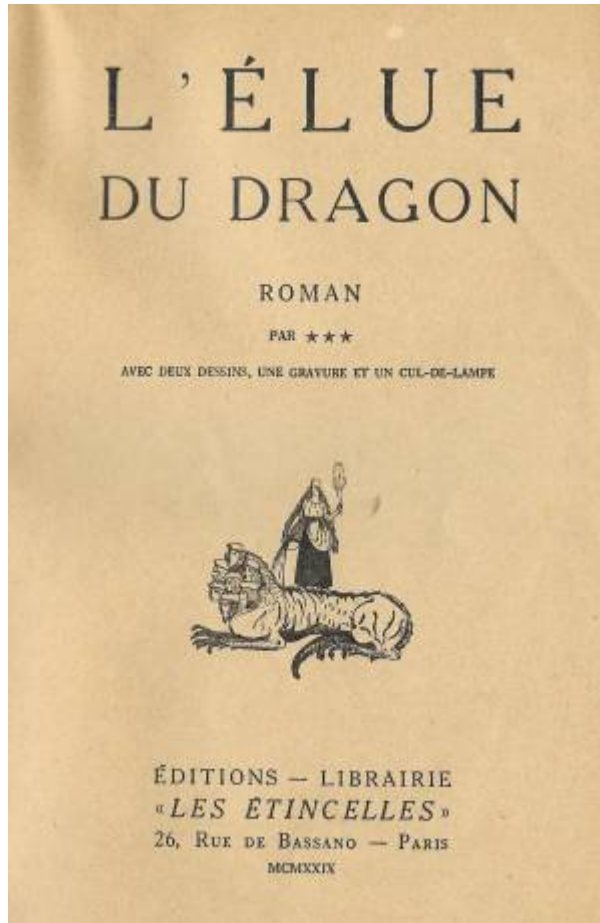 L'ÉLUE
DU DRAGON
ROMAN
PAR ★★★
AVEC DEUX DESSINS, UNE GRAVURE ET UN CUL-DE-LAMPE
ÉDITIONS — LIBRAIRIE
«LES ÉTINCELLES»
26, RUE DE BASSANO — PARIS
MCMXXIX